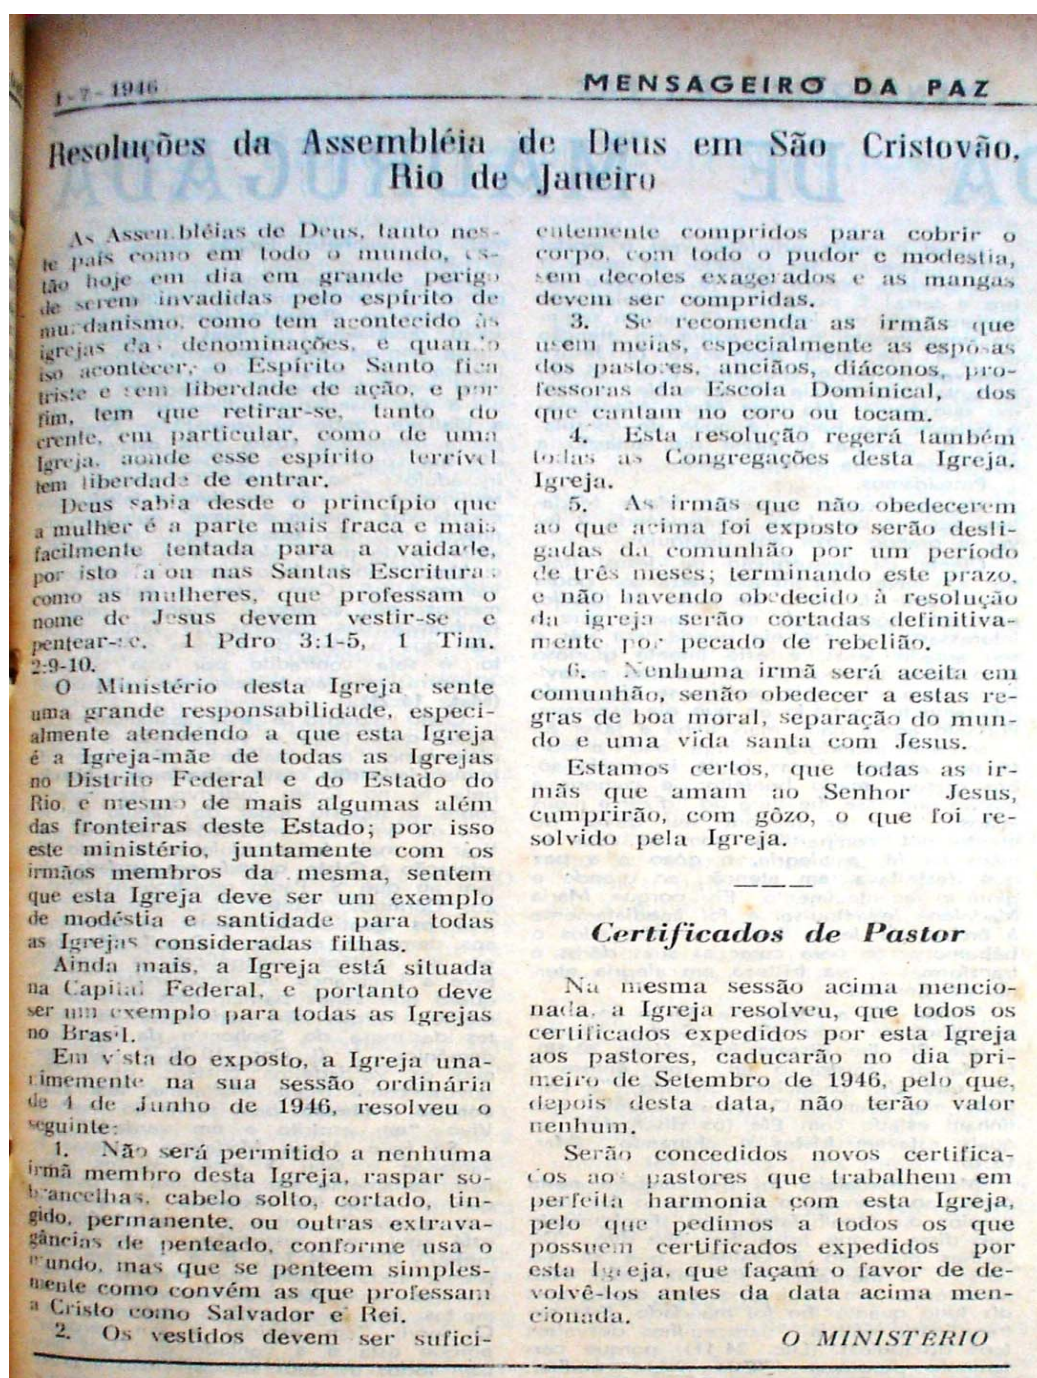 1-7-1946
MENSAGEIRO DA PAZ
Resoluções da Assembléia de Deus em São Cristovão,
Rio de Janeiro
As Assembléias de Deus, tanto nes-
te país como em todo o mundo, es-
tão hoje em dia em grande perigo
de serem invadidas pelo espírito de
mundanismo, como tem acontecido às
igrejas das denominações, e quando
iso acontecer, o Espírito Santo fica
triste e sem liberdade de ação, e por
fim, tem que retirar-se, tanto do
crente, em particular, como de uma
Igreja, aonde esse espírito terrível
tem liberdade de entrar.
Deus sabia desde o princípio que
a mulher é a parte mais fraca e mais
facilmente tentada para a vaidade,
por isto nas Santas Escrituras
como as mulheres, que professam o
nome de Jesus devem vestir-se e
pentear-se. 1 Pdro 3:1-5, 1 Tim.
2-9-10.
O Ministério desta Igreja sente
uma grande responsabilidade, especi-
almente atendendo a que esta Igreja
é a Igreja-mãe de todas as Igrejas
no Distrito Federal e do Estado do
Rio e mesmo de mais algumas além
das fronteiras deste Estado; por isso
este ministério, juntamente com os
irmãos membros da mesma, sentem
que esta Igreja deve ser um exemplo
de modéstia e santidade para todas
as Igrejas consideradas filhas.
Ainda mais, a Igreja está situada
na Capital Federal, e portanto deve
ser um exemplo para todas as Igrejas
no Brasil.
Em vista do exposto, a Igreja una-
nimemente na sua sessão ordinária
de 4 de Junho de 1946, resolveu o
seguinte:
1. Não será permitido a nenhuma
irmã membro desta Igreja, raspar so-
brancelhas, cabelo solto, cortado, tin-
gido, permanente, ou outras extrava-
gâncias de penteado, conforme usa o
mundo, mas que se penteem simples-
mente como convém as que professam
a Cristo como Salvador e Rei.
2. Os vestidos devem ser sufici-
entemente compridos para cobrir o
corpo, com todo o pudor e modestia,
sem decotes exagerados e as mangas
devem ser compridas.
3. Se recomenda as irmãs que
usem meias, especialmente as espôsas
dos pastores, anciãos, diáconos, pro-
fessoras da Escola Dominical, dos
que cantam no coro ou tocam.
4. Esta resolução regerá também
todas as Congregações desta Igreja.
Igreja.
5. As irmãs que não obedecerem
ao que acima foi exposto serão desli-
gadas da comunhão por um período
de três meses; terminando este prazo,
e não havendo obedecido à resolução
da igreja serão cortadas definitiva-
mente por pecado de rebelião.
6. Nenhuma irmã será aceita em
comunhão, senão obedecer a estas re-
gras de boa moral, separação do mun-
do e uma vida santa com Jesus.
Estamos certos, que todas as ir-
mãs que amam ao Senhor Jesus,
cumprirão, com gôzo, o que foi re-
solvido pela Igreja.
Certificados de Pastor
Na mesma sessão acima mencio-
nada, a Igreja resolveu, que todos os
certificados expedidos por esta Igreja
aos pastores, caducarão no dia pri-
meiro de Setembro de 1946, pelo que,
depois desta data, não terão valor
nenhum.
Serão concedidos novos certifica-
dos aos pastores que trabalhem em
perfeita harmonia com esta Igreja,
pelo que pedimos a todos os que
possuem certificados expedidos por
esta Igreja, que façam o favor de de-
volvê-los antes da data acima men-
cionada.
O MINISTÉRIO